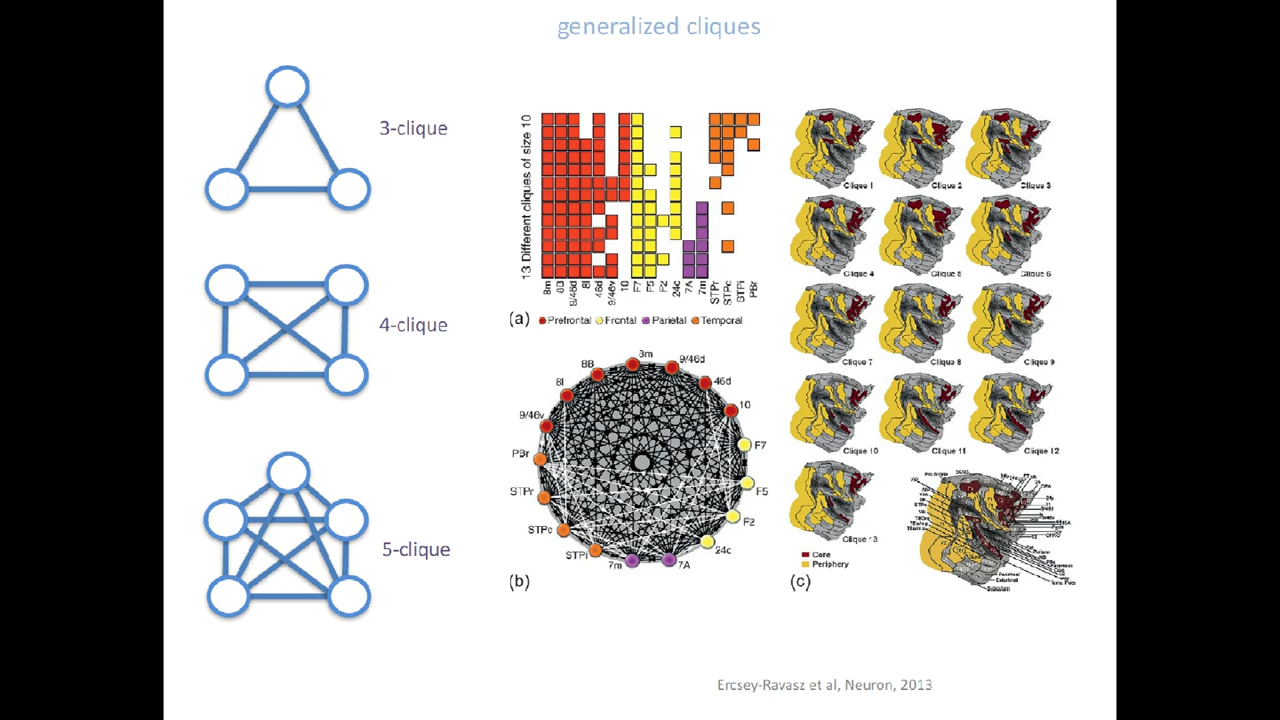 generalized cliques
3-clique
4-clique
5-clique
13 Different cliques of size 10
8m
8B
9/46d
8l
46d
9/46v
10
F7
F5
F2
24c
7A
7m
STPr
STPc
STPi
PBr
(a)
Prefrontal
Frontal
Parietal
Temporal
8m
9/46d
46d
10
F7
F5
F2
24c
7A
7m
STPi
STPc
STPr
PBr
9/46v
8l
8B
(b)
Clique 1
Clique 2
Clique 3
Clique 4
Clique 5
Clique 6
Clique 7
Clique 8
Clique 9
Clique 10
Clique 11
Clique 12
Clique 13
Core
Periphery
(c)
Perirhinal
Entorhinal
Subiculum
Ercsey-Ravasz et al, Neuron, 2013